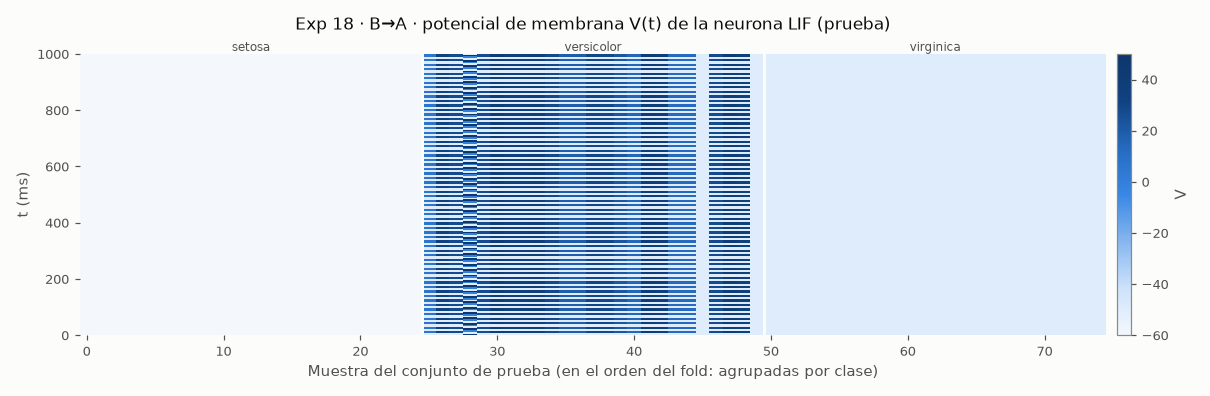 Exp 18 · B→A · potencial de membrana V(t) de la neurona LIF (prueba)
setosa versicolor virginica
1000
800
600
400
200
0
t (ms)
0 10 20 30 40 50 60 70
Muestra del conjunto de prueba (en el orden del fold: agrupadas por clase)
40
20
0
−20
−40
−60
V